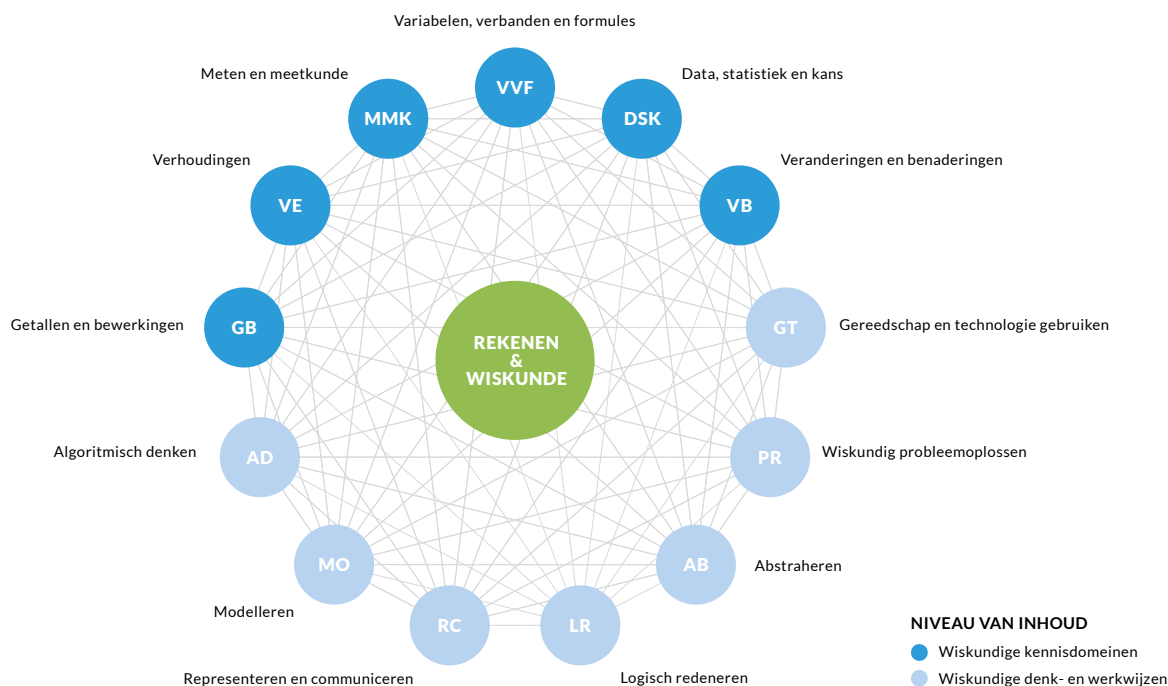 Variabelen, verbanden en formules
Meten en meetkunde
Data, statistiek en kans
VVF
MMK
DSK
Verhoudingen
Veranderingen en benaderingen
VE
VB
Getallen en bewerkingen
GB
GT
Gereedschap en technologie gebruiken
REKENEN
&
WISKUNDE
Algoritmisch denken
AD
PR
Wiskundig probleemoplossen
MO
AB
Abstraheren
Modelleren
RC
LR
Representeren en communiceren
Logisch redeneren
NIVEAU VAN INHOUD
Wiskundige kennisdomeinen
Wiskundige denk- en werkwijzen